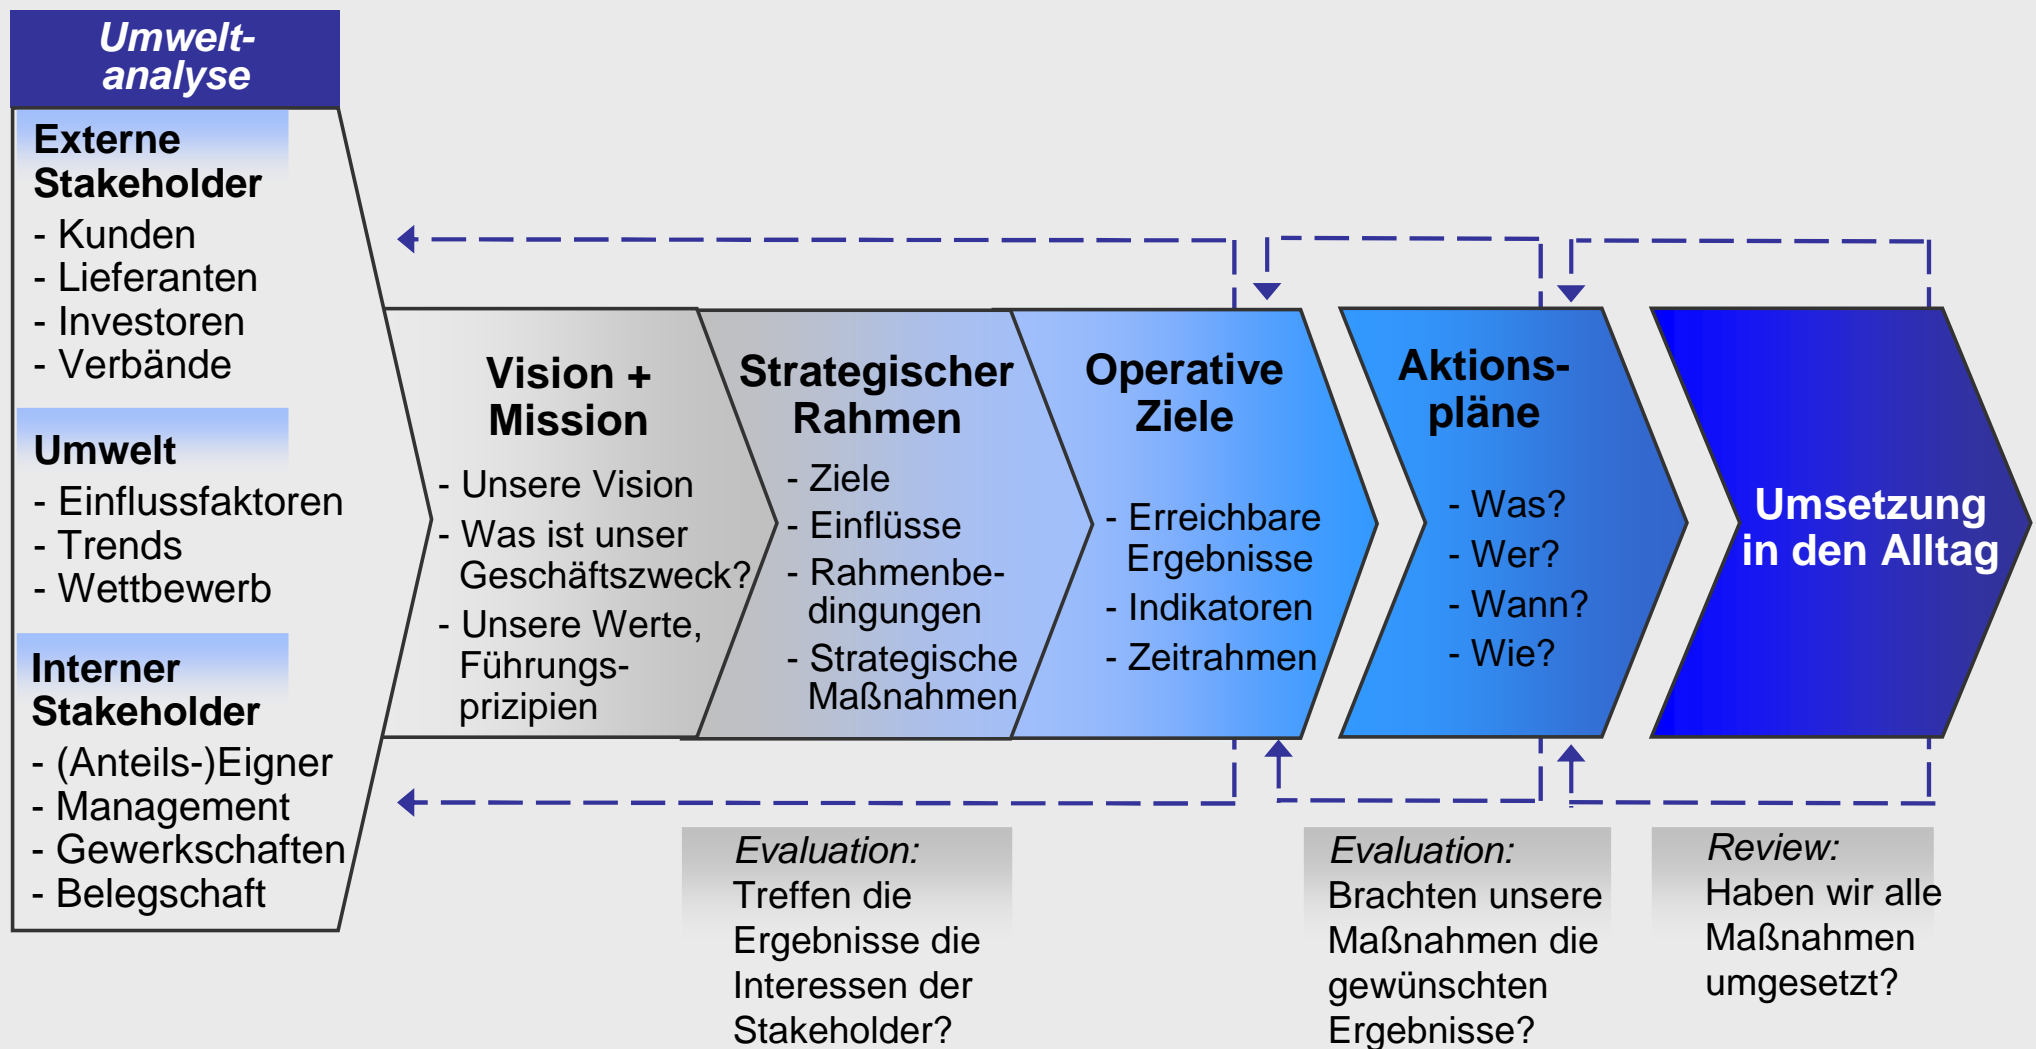 Umwelt-
analyse
Externe
Stakeholder
- Kunden
- Lieferanten
- Investoren
- Verbände
Umwelt
- Einflussfaktoren
- Trends
- Wettbewerb
Interner
Stakeholder
- (Anteils-)Eigner
- Management
- Gewerkschaften
- Belegschaft
Vision +
Mission
- Unsere Vision
- Was ist unser
Geschäftszweck?
- Unsere Werte,
Führungs-
prizipien
Strategischer
Rahmen
- Ziele
- Einflüsse
- Rahmenbe-
dingungen
- Strategische
Maßnahmen
Operative
Ziele
- Erreichbare
Ergebnisse
- Indikatoren
- Zeitrahmen
Aktions-
pläne
- Was?
- Wer?
- Wann?
- Wie?
Umsetzung
in den Alltag
Evaluation:
Treffen die
Ergebnisse die
Interessen der
Stakeholder?
Evaluation:
Brachten unsere
Maßnahmen die
gewünschten
Ergebnisse?
Review:
Haben wir alle
Maßnahmen
umgesetzt?